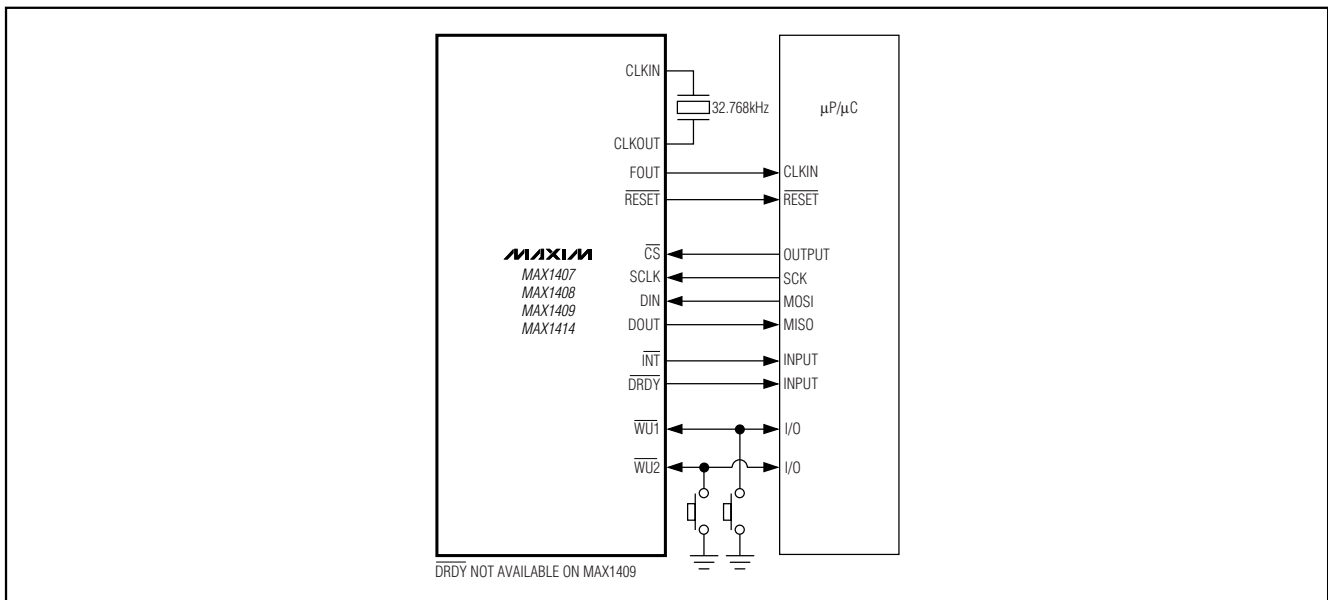 CLKIN
32.768kHz
μP/μC
CLKOUT
FOUT
CLKIN
RESET
RESET
MAXIM
MAX1407
MAX1408
MAX1409
MAX1414
CS
OUTPUT
SCLK
SCK
DIN
MOSI
DOUT
MISO
INT
INPUT
DRDY
INPUT
WU1
I/O
WU2
I/O
DRDY NOT AVAILABLE ON MAX1409